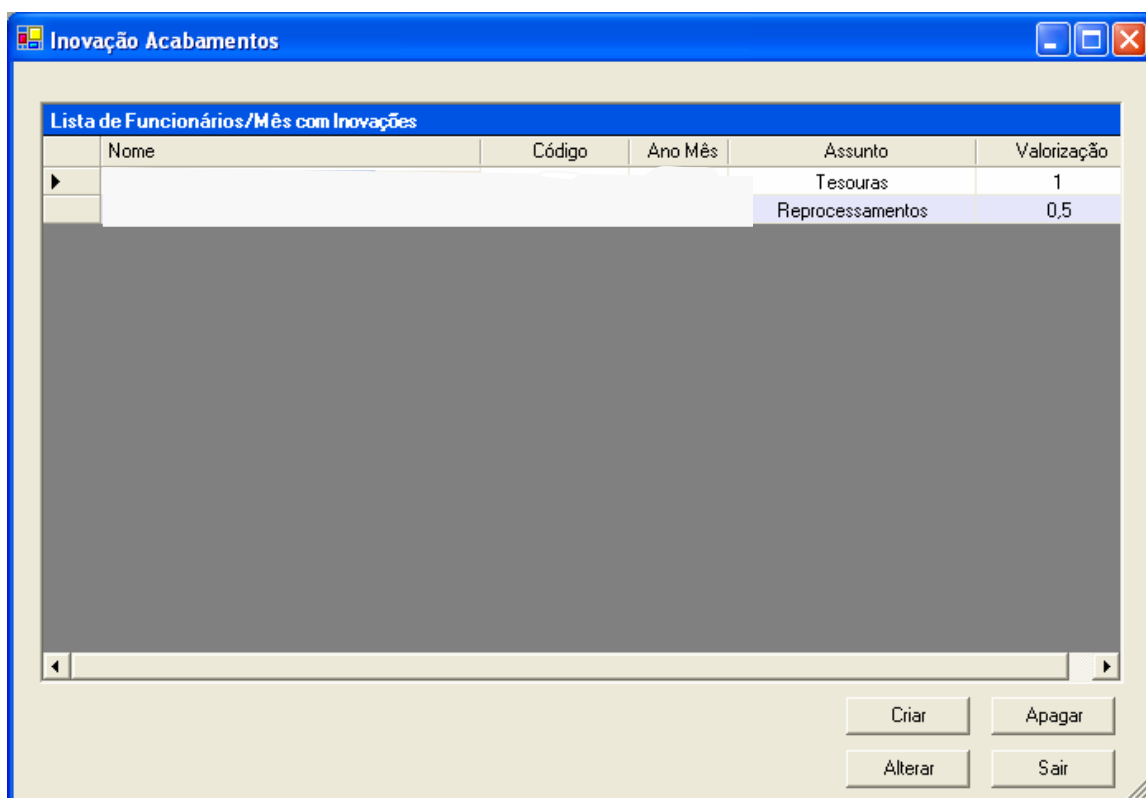 Inovação Acabamentos
Lista de Funcionários/Mês com Inovações
Nome Código Ano Mês Assunto Valorização
Tesouras 1
Reprocessamentos 0,5
Criar Apagar
Alterar Sair